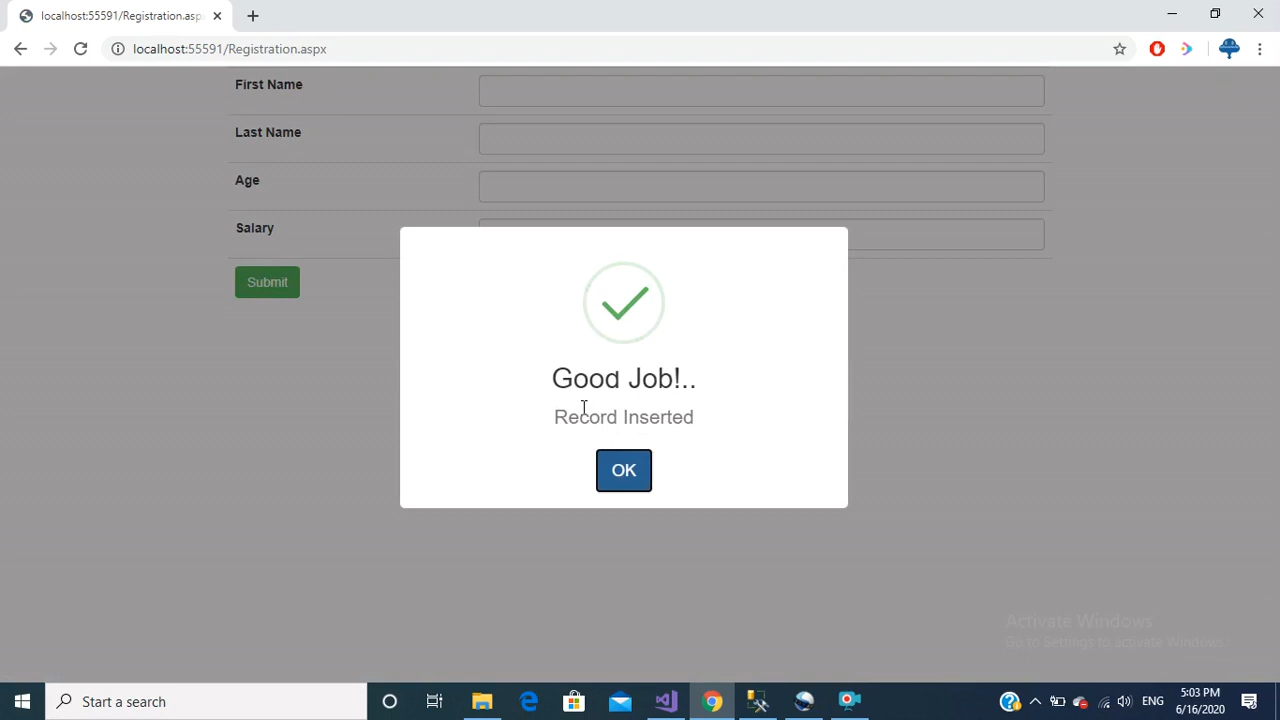 localhost:55591/Registration.asp
localhost:55591/Registration.aspx
First Name
Last Name
Age
Salary
Submit
Good Job!..
Record Inserted
OK
Activate Windows
Go to Settings to activate Windows.
Start a search
ENG
5:03 PM
6/16/2020